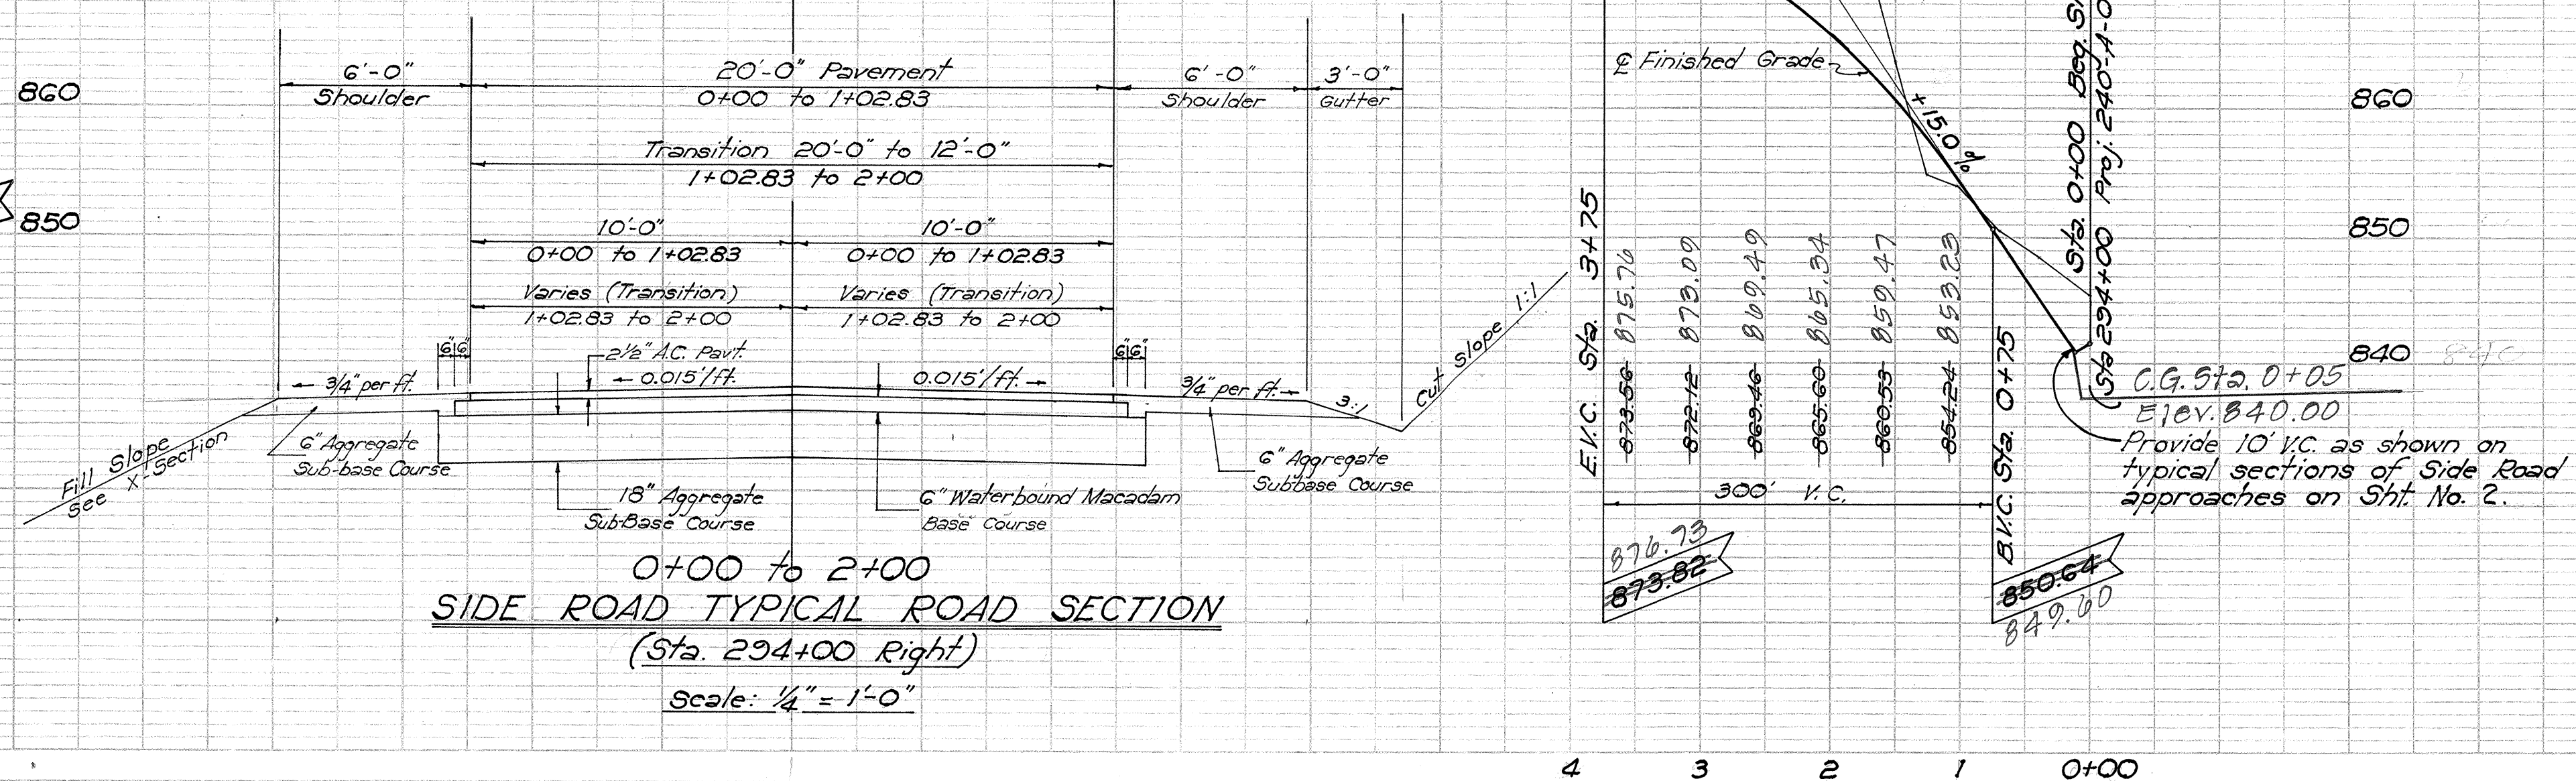 860
850
6'-0"
Shoulder
20'-0" Pavement
0+00 to 1+02.83
6'-0"
Shoulder
3'-0"
Gutter
Transition 20'-0" to 12'-0"
1+02.83 to 2+00
10'-0"
0+00 to 1+02.83
10'-0"
0+00 to 1+02.83
Varies (Transition)
1+02.83 to 2+00
Varies (Transition)
1+02.83 to 2+00
6" 6"
2½" A.C. Pavt.
6" 6"
3/4" per ft.
0.015'/ft.
0.015'/ft.
3/4" per ft.
3:1
Cut Slope 1:1
Fill Slope
See X-Section
6" Aggregate
Sub-base Course
18" Aggregate
Sub-Base Course
6" Waterbound Macadam
Base Course
6" Aggregate
Subbase Course
0+00 to 2+00
SIDE ROAD TYPICAL ROAD SECTION
(Sta. 294+00 Right)
Scale: ¼" = 1'-0"
℄ Finished Grade
+15.0%
E.V.C. Sta. 3+75
873.56 875.76
872.12 873.09
869.46 869.49
865.60 865.34
860.53 859.47
854.24 853.23
B.V.C. Sta. 0+75
300' V.C.
876.73
873.82
850.64
849.60
Sta. 0+00 Beg.
Sta 294+00 Proj. 240-A-0
860
850
840
840
C.G. Sta. 0+05
Elev. 840.00
Provide 10' V.C. as shown on
typical sections of Side Road
approaches on Sht. No. 2.
4 3 2 1 0+00